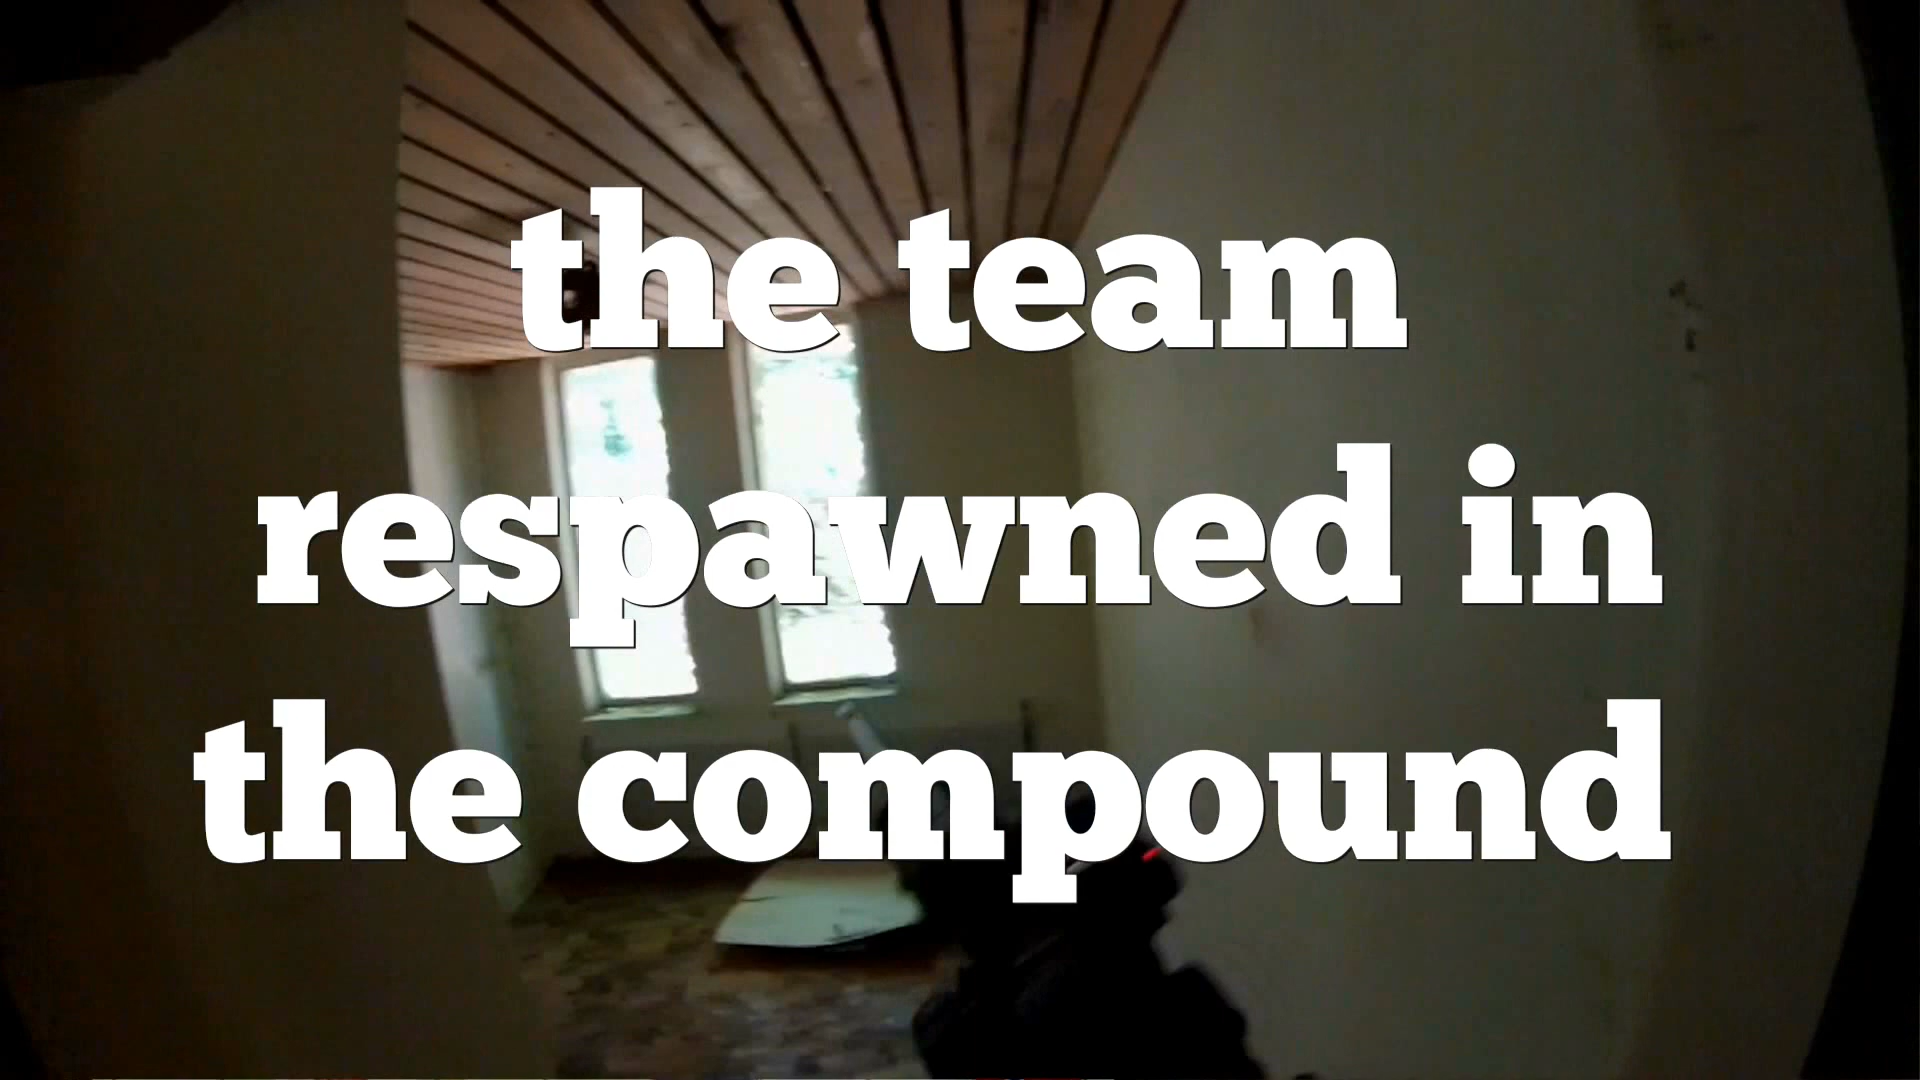 the team
respawned in
the compound